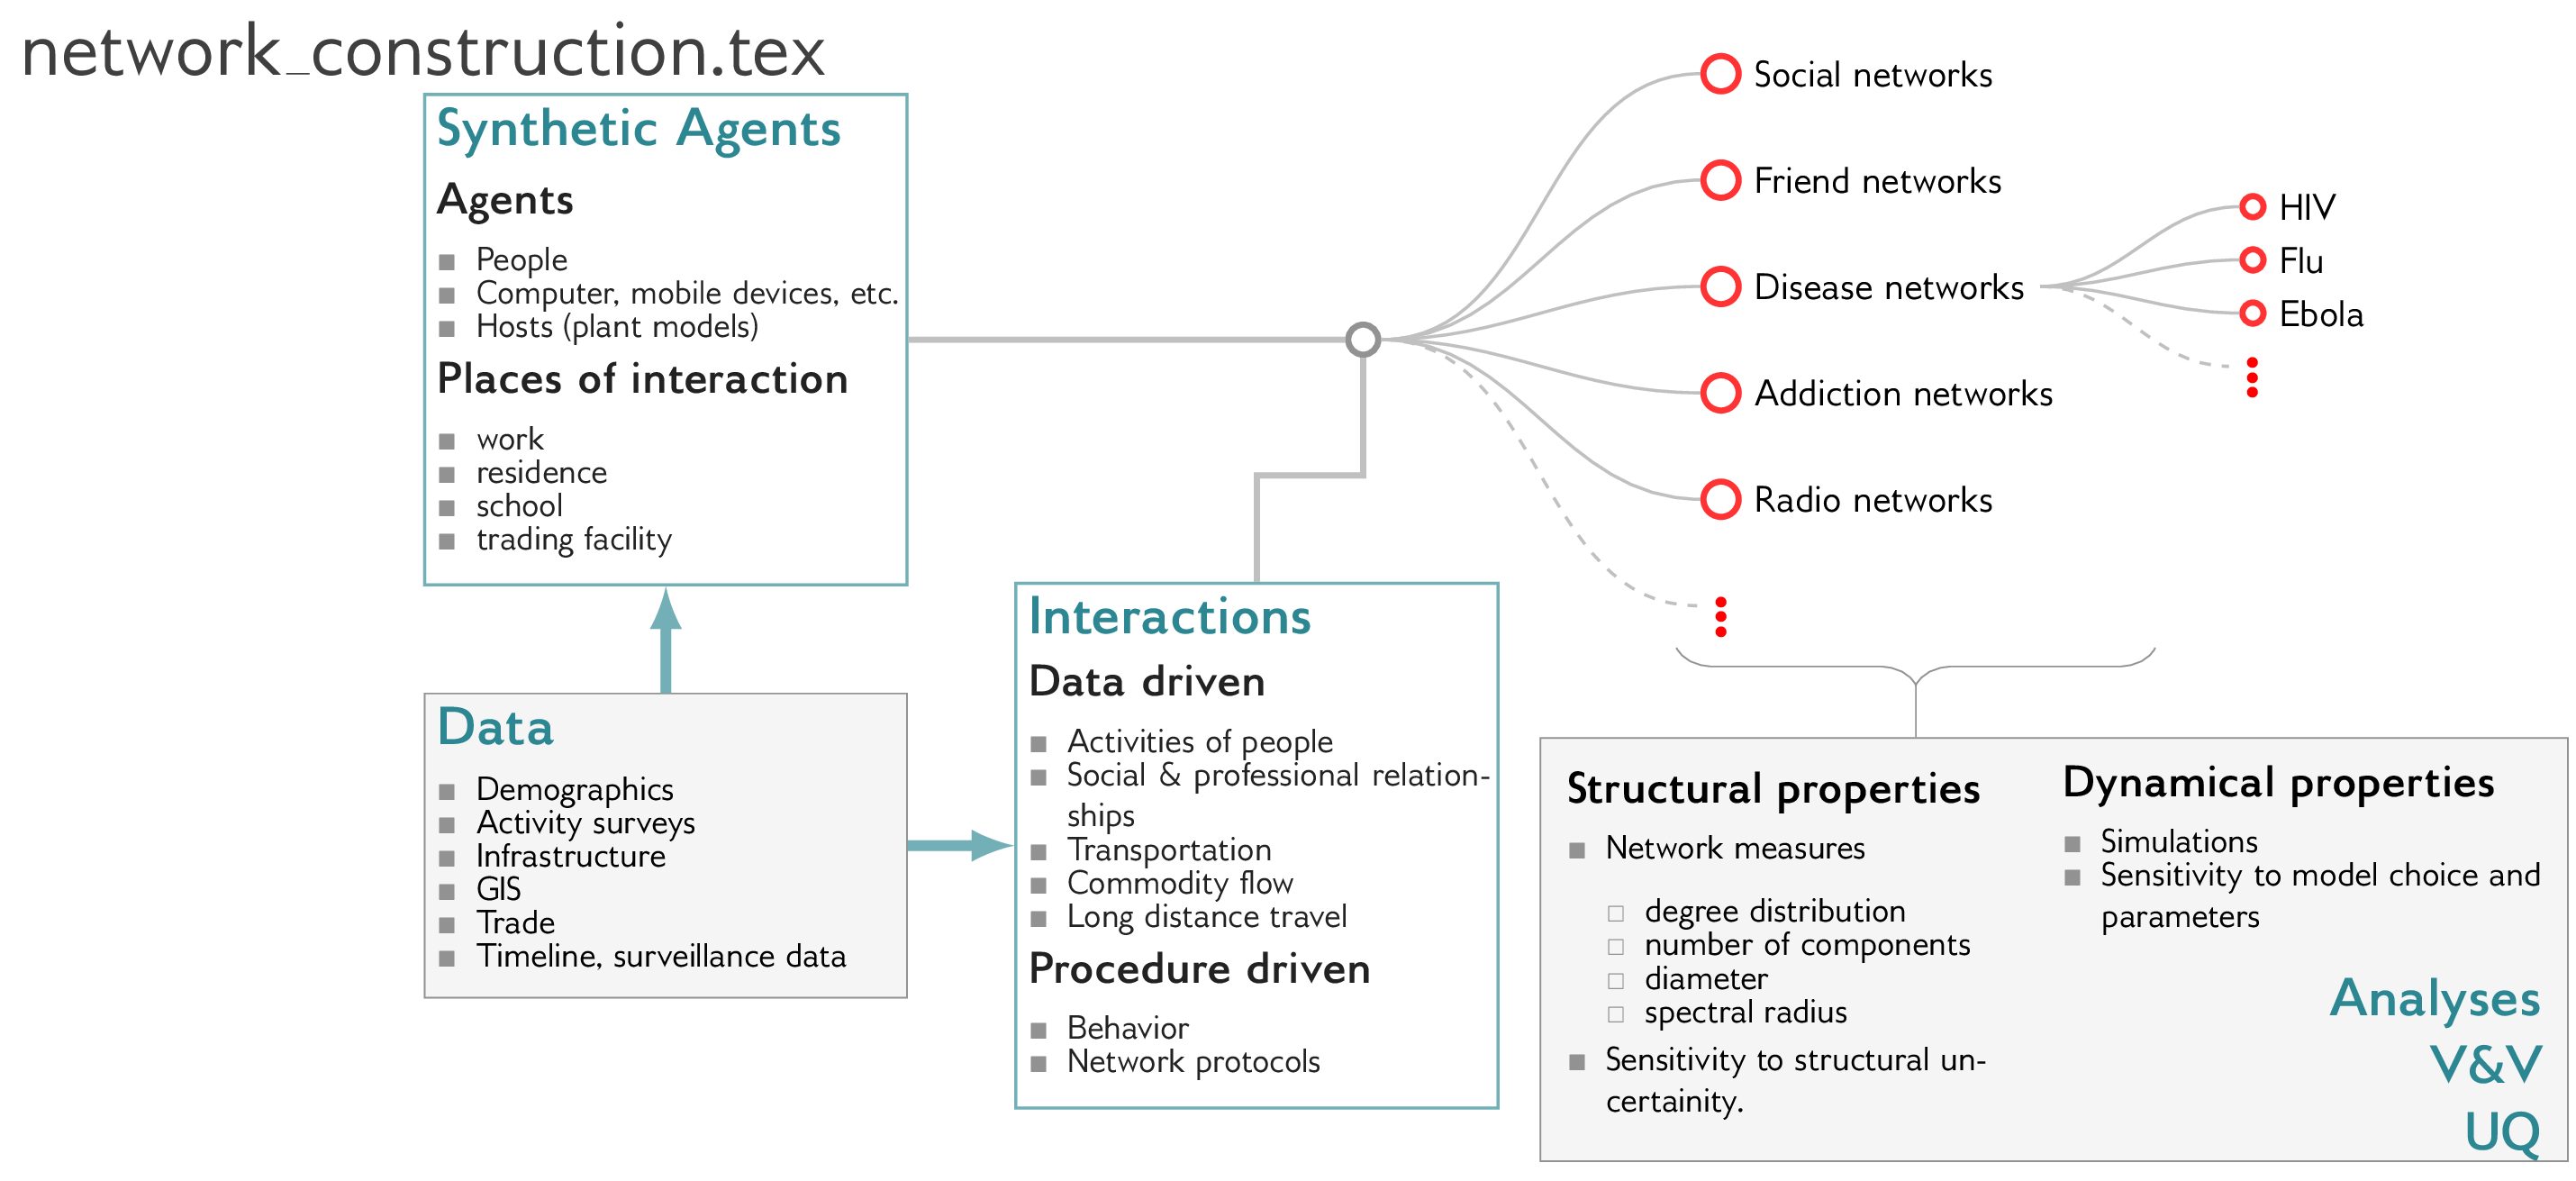 network_construction.tex
Synthetic Agents
Agents
People
Computer, mobile devices, etc.
Hosts (plant models)
Places of interaction
work
residence
school
trading facility
Data
Demographics
Activity surveys
Infrastructure
GIS
Trade
Timeline, surveillance data
Interactions
Data driven
Activities of people
Social & professional relation-
ships
Transportation
Commodity flow
Long distance travel
Procedure driven
Behavior
Network protocols
Social networks
Friend networks
Disease networks
Addiction networks
Radio networks
HIV
Flu
Ebola
Structural properties
Network measures
degree distribution
number of components
diameter
spectral radius
Sensitivity to structural un-
certainity.
Dynamical properties
Simulations
Sensitivity to model choice and
parameters
Analyses
V&V
UQ